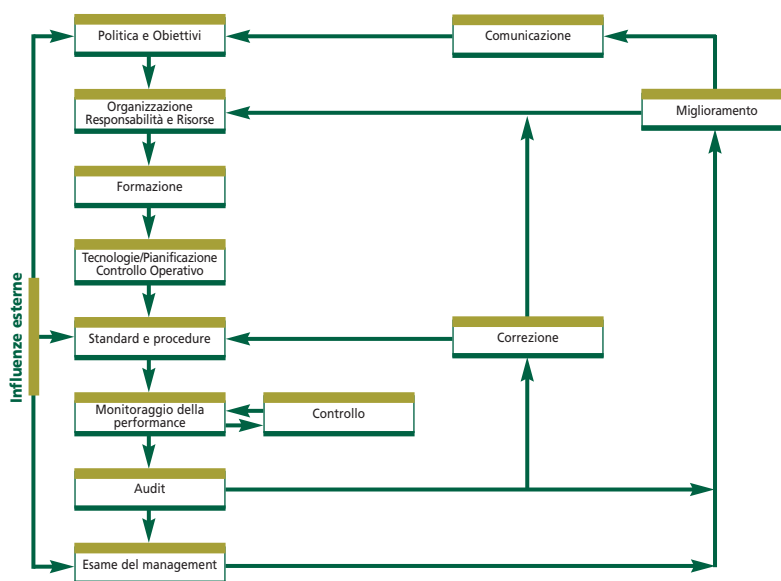 Politica e Obiettivi
Comunicazione
Organizzazione
Responsabilità e Risorse
Miglioramento
Formazione
Tecnologie/Pianificazione
Controllo Operativo
Influenze esterne
Standard e procedure
Correzione
Monitoraggio della
performance
Controllo
Audit
Esame del management